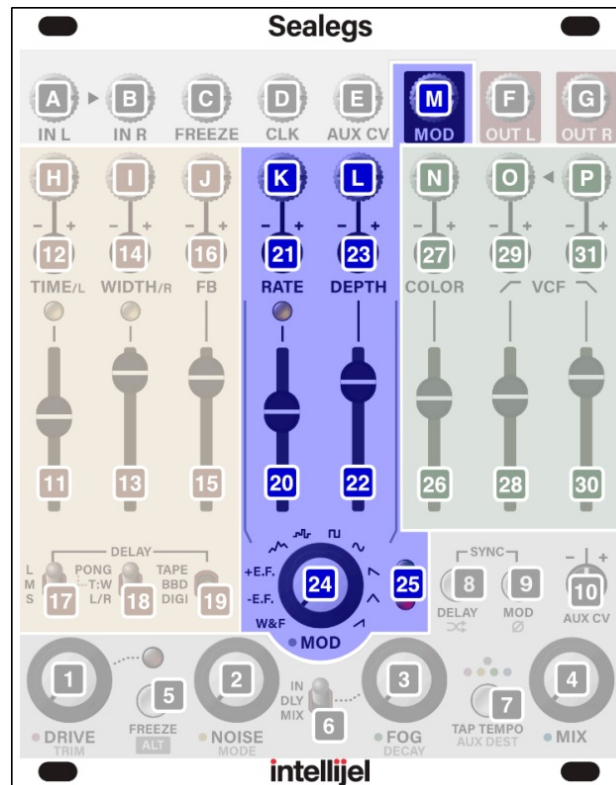 Sealegs
A B C D E M F G
IN L IN R FREEZE CLK AUX CV MOD OUT L OUT R
H I J K L N O P
- + - + - + - + - + - + - + - +
12 14 16 21 23 27 29 31
TIME/L WIDTH/R FB RATE DEPTH COLOR VCF
11 13 15 20 22 26 28 30
DELAY
L
M
S
17
PONG
T:W
L/R
18
TAPE
BBD
DIGI
19
+E.F.
-E.F.
W&F
24
25
MOD
SYNC
8 9
DELAY MOD
- +
10
AUX CV
1 5 2 6 3 7 4
IN
DLY
MIX
DRIVE
TRIM
FREEZE
ALT
NOISE
MODE
FOG
DECAY
TAP TEMPO
AUX DEST
MIX
intellijel